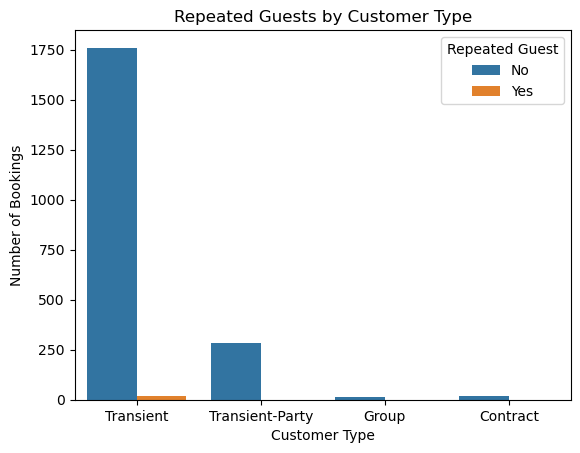 Repeated Guests by Customer Type
Repeated Guest
No
Yes
Number of Bookings
1750
1500
1250
1000
750
500
250
0
Transient
Transient-Party
Group
Contract
Customer Type